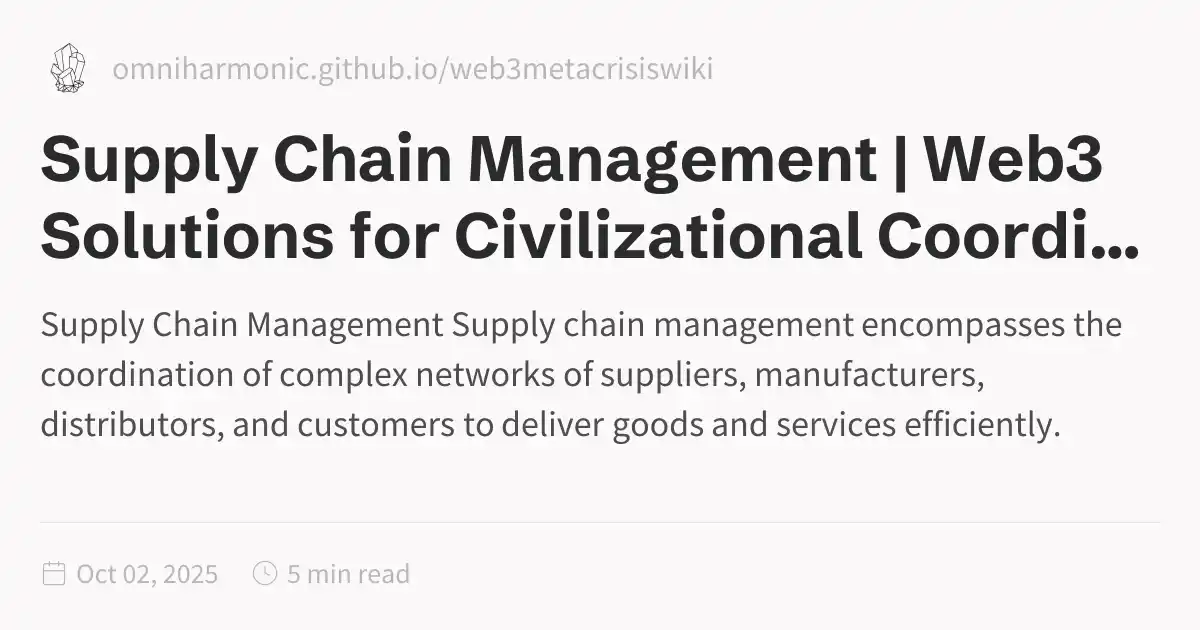 omniharmonic.github.io/web3metacrisiswiki
Supply Chain Management | Web3
Solutions for Civilizational Coordi...
Supply Chain Management Supply chain management encompasses the
coordination of complex networks of suppliers, manufacturers,
distributors, and customers to deliver goods and services efficiently.
Oct 02, 2025 5 min read